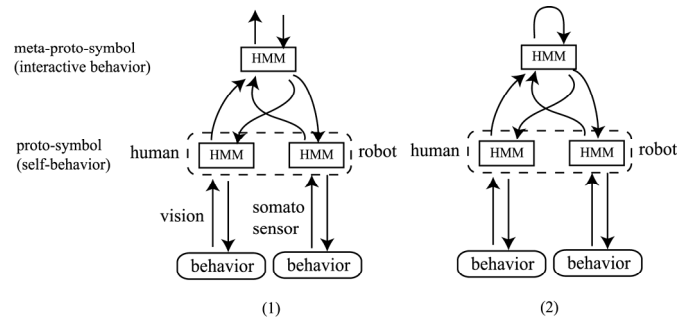 meta-proto-symbol
(interactive behavior)
HMM
HMM
proto-symbol
(self-behavior)
human
HMM
HMM
robot
human
HMM
HMM
robot
vision
somato
sensor
behavior
behavior
behavior
behavior
(1)
(2)